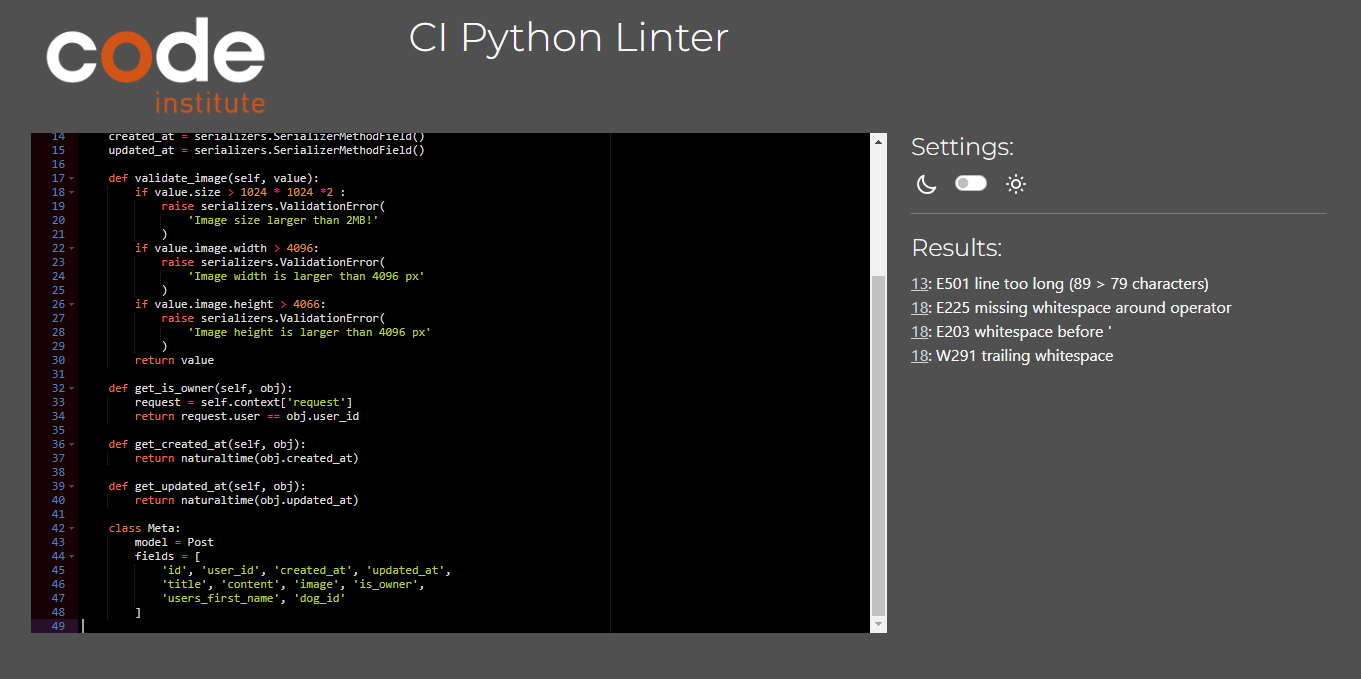 code
institute
CI Python Linter
14 created_at = serializers.SerializerMethodField()
15 updated_at = serializers.SerializerMethodField()
16
17 def validate_image(self, value):
18 if value.size > 1024 * 1024 *2 :
19 raise serializers.ValidationError(
20 'Image size larger than 2MB!'
21 )
22 if value.image.width > 4096:
23 raise serializers.ValidationError(
24 'Image width is larger than 4096 px'
25 )
26 if value.image.height > 4066:
27 raise serializers.ValidationError(
28 'Image height is larger than 4096 px'
29 )
30 return value
31
32 def get_is_owner(self, obj):
33 request = self.context['request']
34 return request.user == obj.user_id
35
36 def get_created_at(self, obj):
37 return naturaltime(obj.created_at)
38
39 def get_updated_at(self, obj):
40 return naturaltime(obj.updated_at)
41
42 class Meta:
43 model = Post
44 fields = [
45 'id', 'user_id', 'created_at', 'updated_at',
46 'title', 'content', 'image', 'is_owner',
47 'users_first_name', 'dog_id'
48 ]
49
Settings:
Results:
13: E501 line too long (89 > 79 characters)
18: E225 missing whitespace around operator
18: E203 whitespace before '
18: W291 trailing whitespace